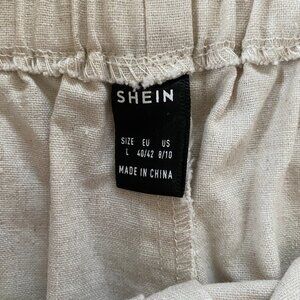 SHEIN
SIZE EU US
L 40/42 8/10
MADE IN CHINA